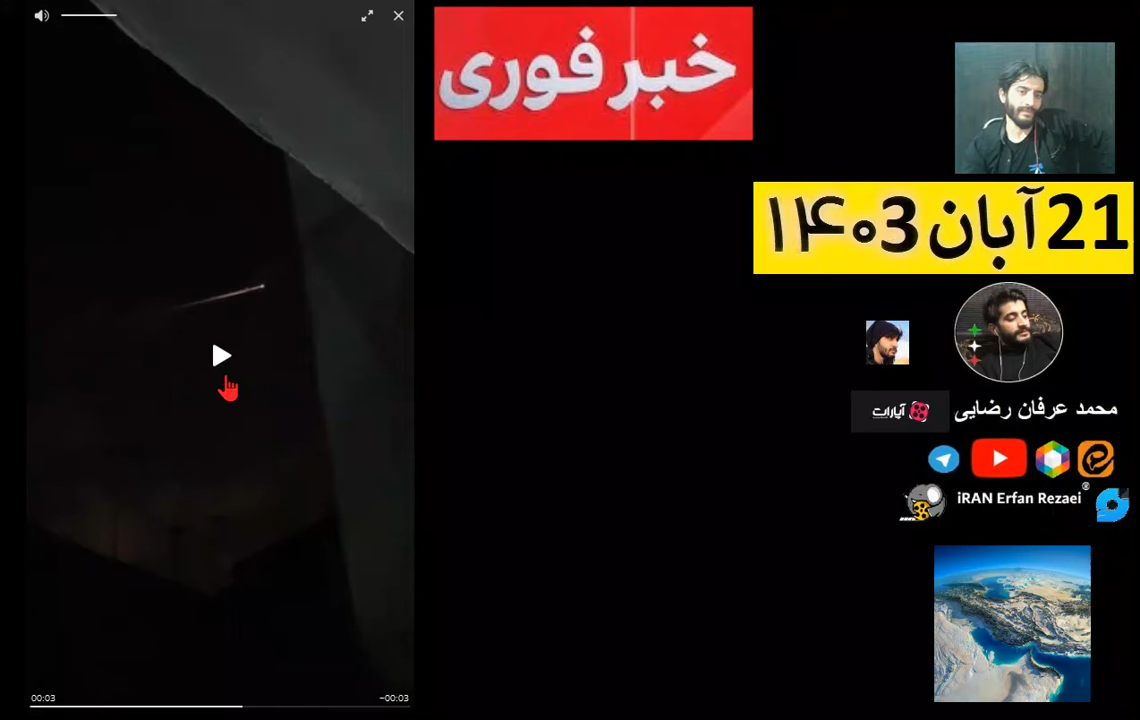 خبر فوری
21 آبان ۱۴۰3
محمد عرفان رضایی
آپارات
iRAN Erfan Rezaei®
00:03
−00:03